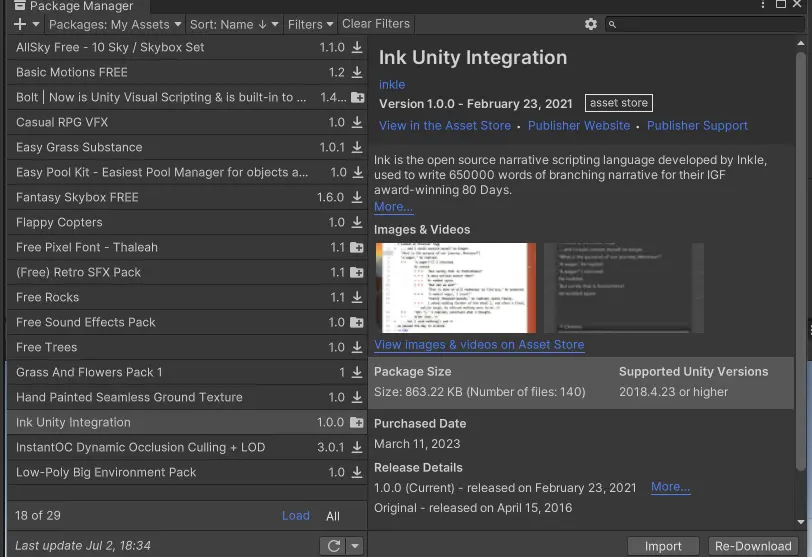 Package Manager
Packages: My Assets
Sort: Name ↓
Filters
Clear Filters
AllSky Free - 10 Sky / Skybox Set 1.1.0
Basic Motions FREE 1.2
Bolt | Now is Unity Visual Scripting & is built-in to ... 1.4...
Casual RPG VFX 1.0
Easy Grass Substance 1.0.1
Easy Pool Kit - Easiest Pool Manager for objects a... 1.0
Fantasy Skybox FREE 1.6.0
Flappy Copters 1.0
Free Pixel Font - Thaleah 1.1
(Free) Retro SFX Pack 1.1
Free Rocks 1.1
Free Sound Effects Pack 1.0
Free Trees 1.0
Grass And Flowers Pack 1 1
Hand Painted Seamless Ground Texture 1.0
Ink Unity Integration 1.0.0
InstantOC Dynamic Occlusion Culling + LOD 3.0.1
Low-Poly Big Environment Pack 1.0
18 of 29 Load All
Last update Jul 2, 18:34
Ink Unity Integration
inkle
Version 1.0.0 - February 23, 2021 asset store
View in the Asset Store • Publisher Website • Publisher Support
Ink is the open source narrative scripting language developed by Inkle,
used to write 650000 words of branching narrative for their IGF
award-winning 80 Days.
More...
Images & Videos
View images & videos on Asset Store
Package Size
Size: 863.22 KB (Number of files: 140)
Supported Unity Versions
2018.4.23 or higher
Purchased Date
March 11, 2023
Release Details
1.0.0 (Current) - released on February 23, 2021 More...
Original - released on April 15, 2016
Import
Re-Download